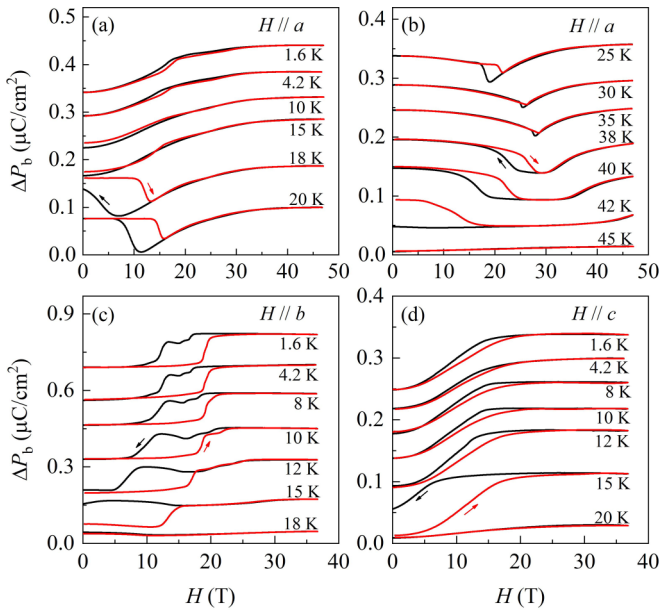 (a)
H // a
0.5
0.4
0.3
0.2
0.1
0.0
1.6 K
4.2 K
10 K
15 K
18 K
20 K
0
10
20
30
40
50
ΔPb (μC/cm²)
(b)
H // a
0.4
0.3
0.2
0.1
0.0
25 K
30 K
35 K
38 K
40 K
42 K
45 K
0
10
20
30
40
(c)
H // b
0.9
0.6
0.3
0.0
1.6 K
4.2 K
8 K
10 K
12 K
15 K
18 K
0
10
20
30
40
ΔPb (μC/cm²)
H (T)
(d)
H // c
0.4
0.3
0.2
0.1
0.0
1.6 K
4.2 K
8 K
10 K
12 K
15 K
20 K
0
10
20
30
40
H (T)